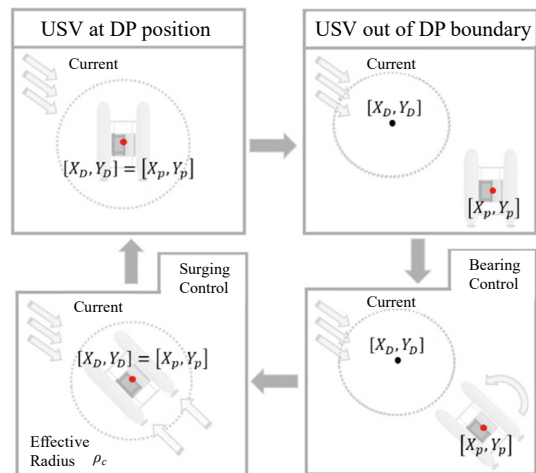 USV at DP position
Current
[X_D, Y_D] = [X_p, Y_p]
USV out of DP boundary
Current
[X_D, Y_D]
[X_p, Y_p]
Surging
Control
Current
[X_D, Y_D] = [X_p, Y_p]
Effective
Radius ρ_c
Bearing
Control
Current
[X_D, Y_D]
[X_p, Y_p]